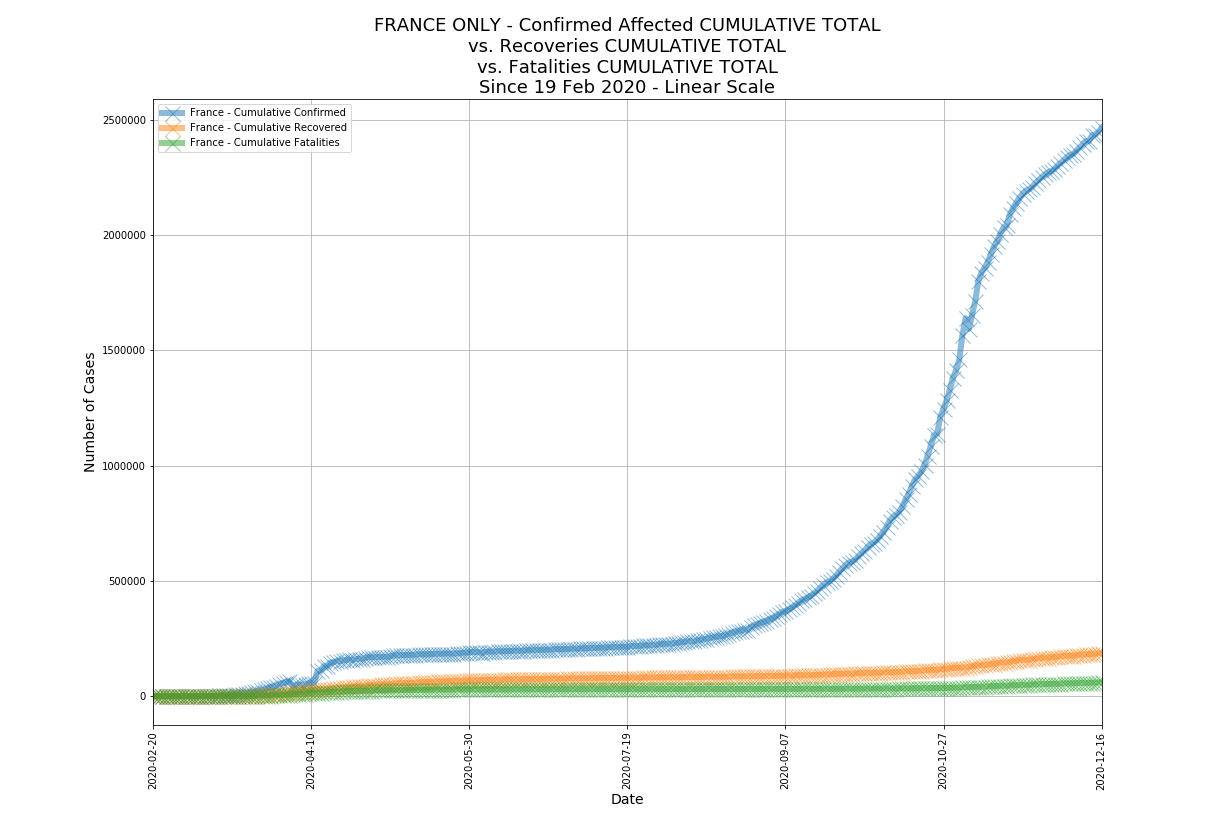 FRANCE ONLY - Confirmed Affected CUMULATIVE TOTAL
vs. Recoveries CUMULATIVE TOTAL
vs. Fatalities CUMULATIVE TOTAL
Since 19 Feb 2020 - Linear Scale
France - Cumulative Confirmed
France - Cumulative Recovered
France - Cumulative Fatalities
Number of Cases
2500000
2000000
1500000
1000000
500000
0
2020-02-20
2020-04-10
2020-05-30
2020-07-19
2020-09-07
2020-10-27
2020-12-16
Date